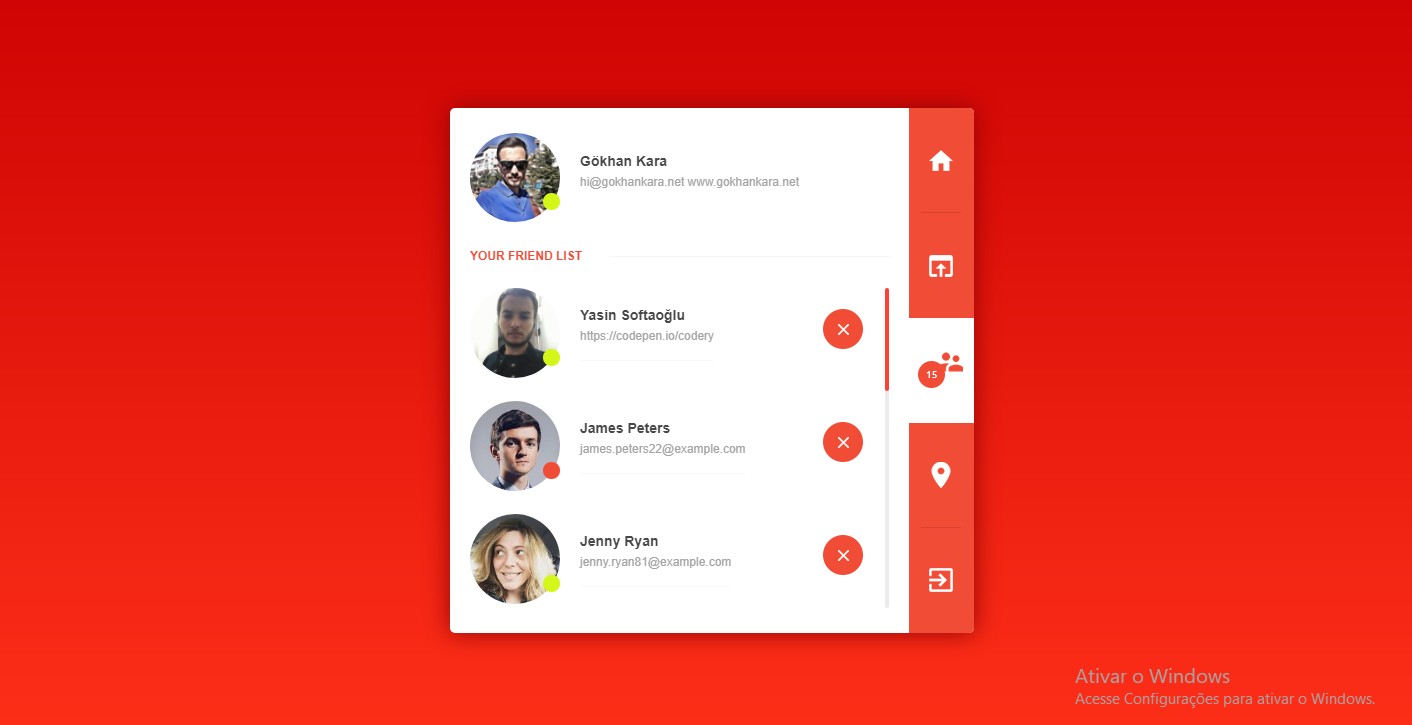 Gökhan Kara
hi@gokhankara.net www.gokhankara.net
YOUR FRIEND LIST
Yasin Softaoğlu
https://codepen.io/codery
15
James Peters
james.peters22@example.com
Jenny Ryan
jenny.ryan81@example.com
Ativar o Windows
Acesse Configurações para ativar o Windows.